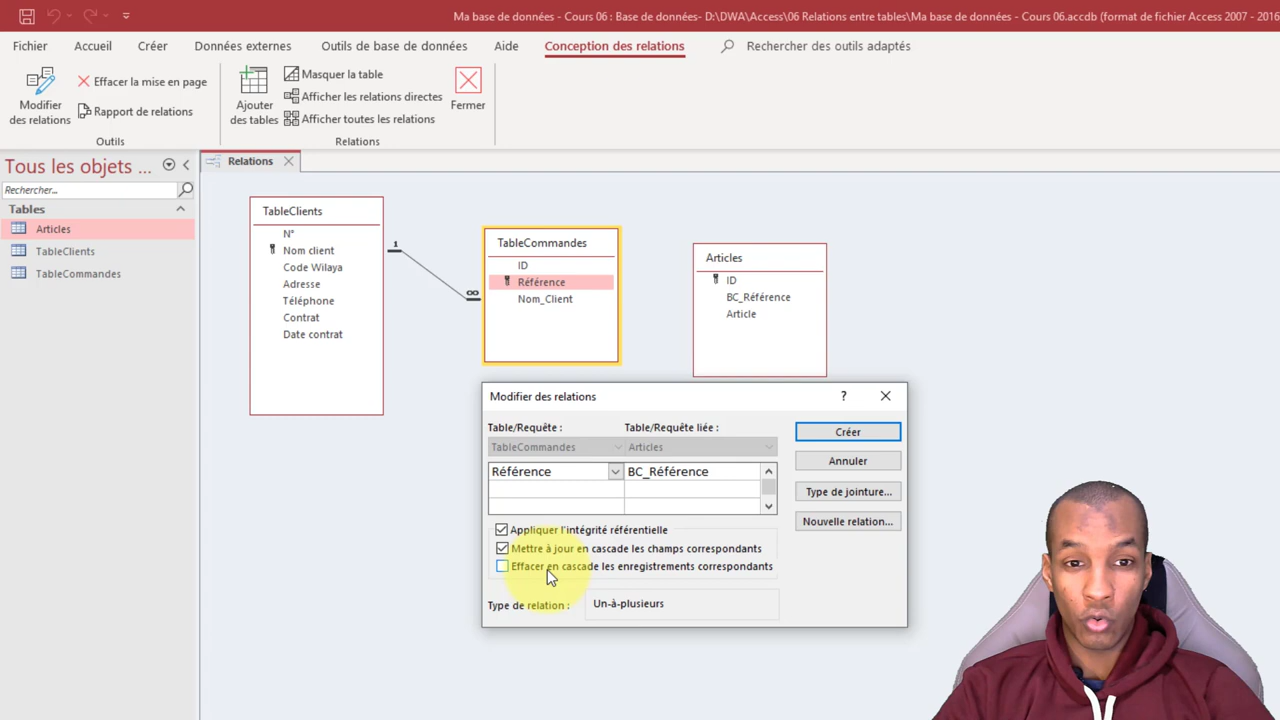 Ma base de données - Cours 06 : Base de données- D:\DWA\Access\06 Relations entre tables\Ma base de données - Cours 06.accdb (format de fichier Access 2007 - 2016
Fichier Accueil Créer Données externes Outils de base de données Aide Conception des relations Rechercher des outils adaptés
Modifier des relations
Effacer la mise en page
Rapport de relations
Outils
Ajouter des tables
Masquer la table
Afficher les relations directes
Afficher toutes les relations
Relations
Fermer
Tous les objets ...
Rechercher...
Tables
Articles
TableClients
TableCommandes
Relations
TableClients
N°
Nom client
Code Wilaya
Adresse
Téléphone
Contrat
Date contrat
1
∞
TableCommandes
ID
Référence
Nom_Client
Articles
ID
BC_Référence
Article
Modifier des relations ?
Table/Requête : Table/Requête liée :
TableCommandes Articles
Référence BC_Référence
Appliquer l'intégrité référentielle
Mettre à jour en cascade les champs correspondants
Effacer en cascade les enregistrements correspondants
Type de relation : Un-à-plusieurs
Créer
Annuler
Type de jointure...
Nouvelle relation...